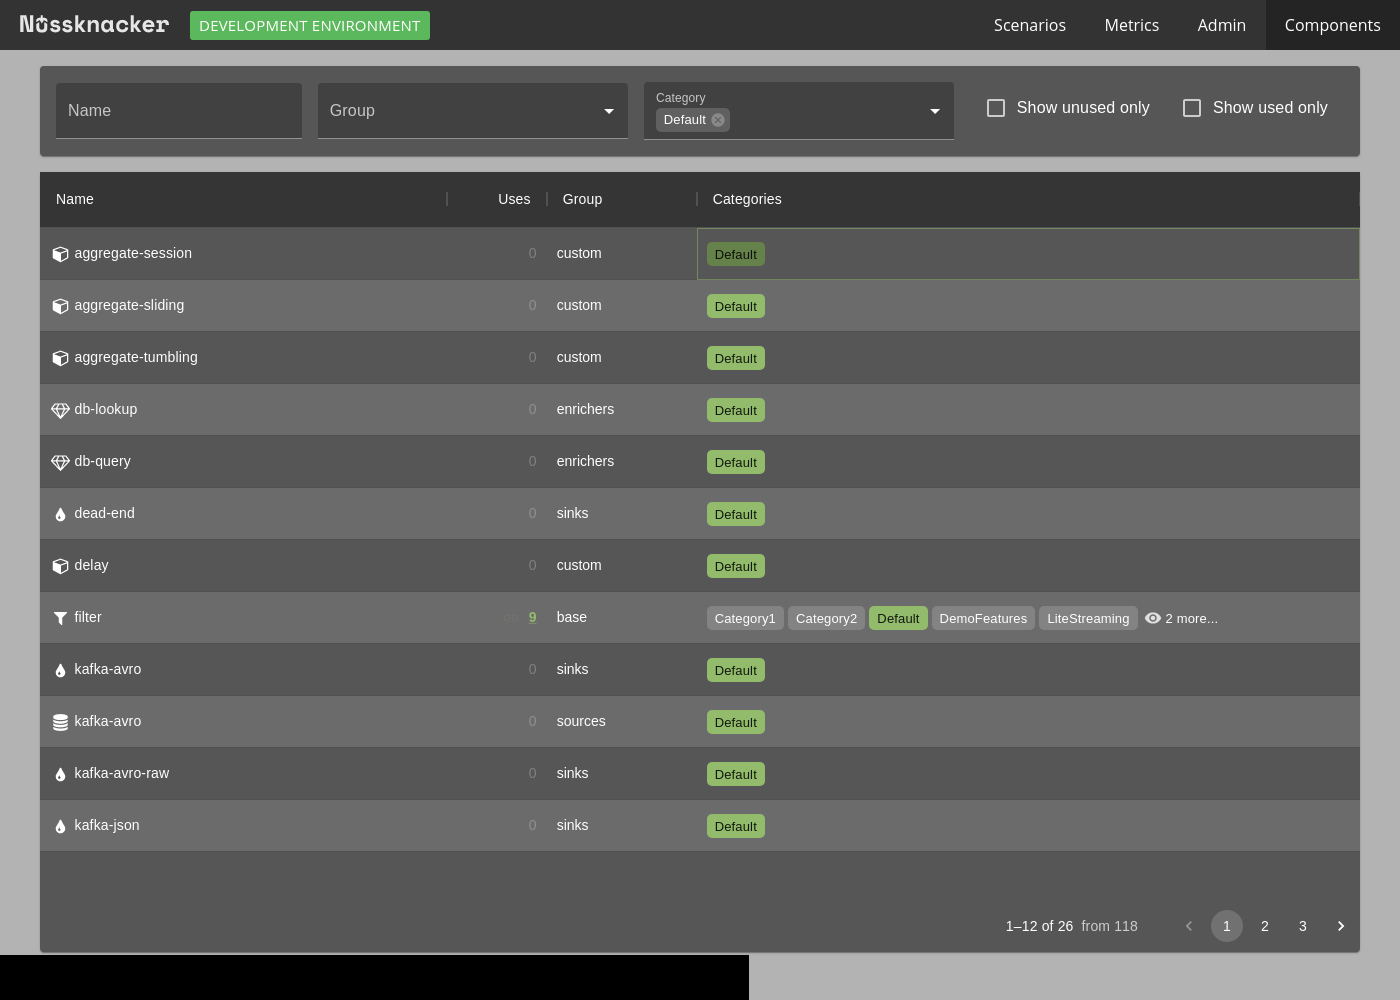 Nussknacker DEVELOPMENT ENVIRONMENT Scenarios Metrics Admin Components
Name Group Category Default Show unused only Show used only
Name Uses Group Categories
aggregate-session 0 custom Default
aggregate-sliding 0 custom Default
aggregate-tumbling 0 custom Default
db-lookup 0 enrichers Default
db-query 0 enrichers Default
dead-end 0 sinks Default
delay 0 custom Default
filter 9 base Category1 Category2 Default DemoFeatures LiteStreaming 2 more...
kafka-avro 0 sinks Default
kafka-avro 0 sources Default
kafka-avro-raw 0 sinks Default
kafka-json 0 sinks Default
1–12 of 26 from 118 1 2 3